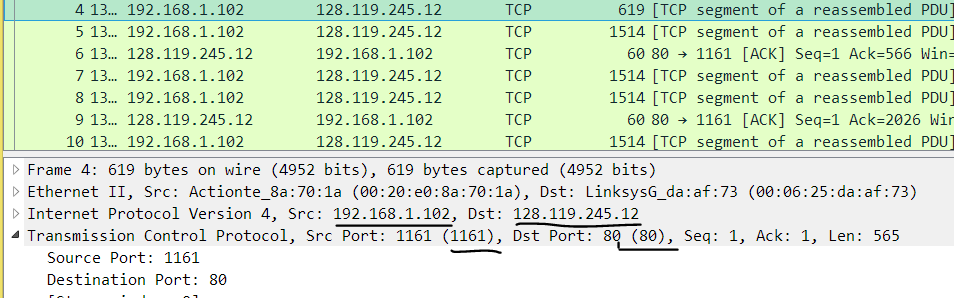 4 13… 192.168.1.102 128.119.245.12 TCP 619 [TCP segment of a reassembled PDU]
5 13… 192.168.1.102 128.119.245.12 TCP 1514 [TCP segment of a reassembled PDU]
6 13… 128.119.245.12 192.168.1.102 TCP 60 80 → 1161 [ACK] Seq=1 Ack=566 Win=
7 13… 192.168.1.102 128.119.245.12 TCP 1514 [TCP segment of a reassembled PDU]
8 13… 192.168.1.102 128.119.245.12 TCP 1514 [TCP segment of a reassembled PDU]
9 13… 128.119.245.12 192.168.1.102 TCP 60 80 → 1161 [ACK] Seq=1 Ack=2026 Win
10 13… 192.168.1.102 128.119.245.12 TCP 1514 [TCP segment of a reassembled PDU]
Frame 4: 619 bytes on wire (4952 bits), 619 bytes captured (4952 bits)
Ethernet II, Src: Actionte_8a:70:1a (00:20:e0:8a:70:1a), Dst: LinksysG_da:af:73 (00:06:25:da:af:73)
Internet Protocol Version 4, Src: 192.168.1.102, Dst: 128.119.245.12
Transmission Control Protocol, Src Port: 1161 (1161), Dst Port: 80 (80), Seq: 1, Ack: 1, Len: 565
Source Port: 1161
Destination Port: 80